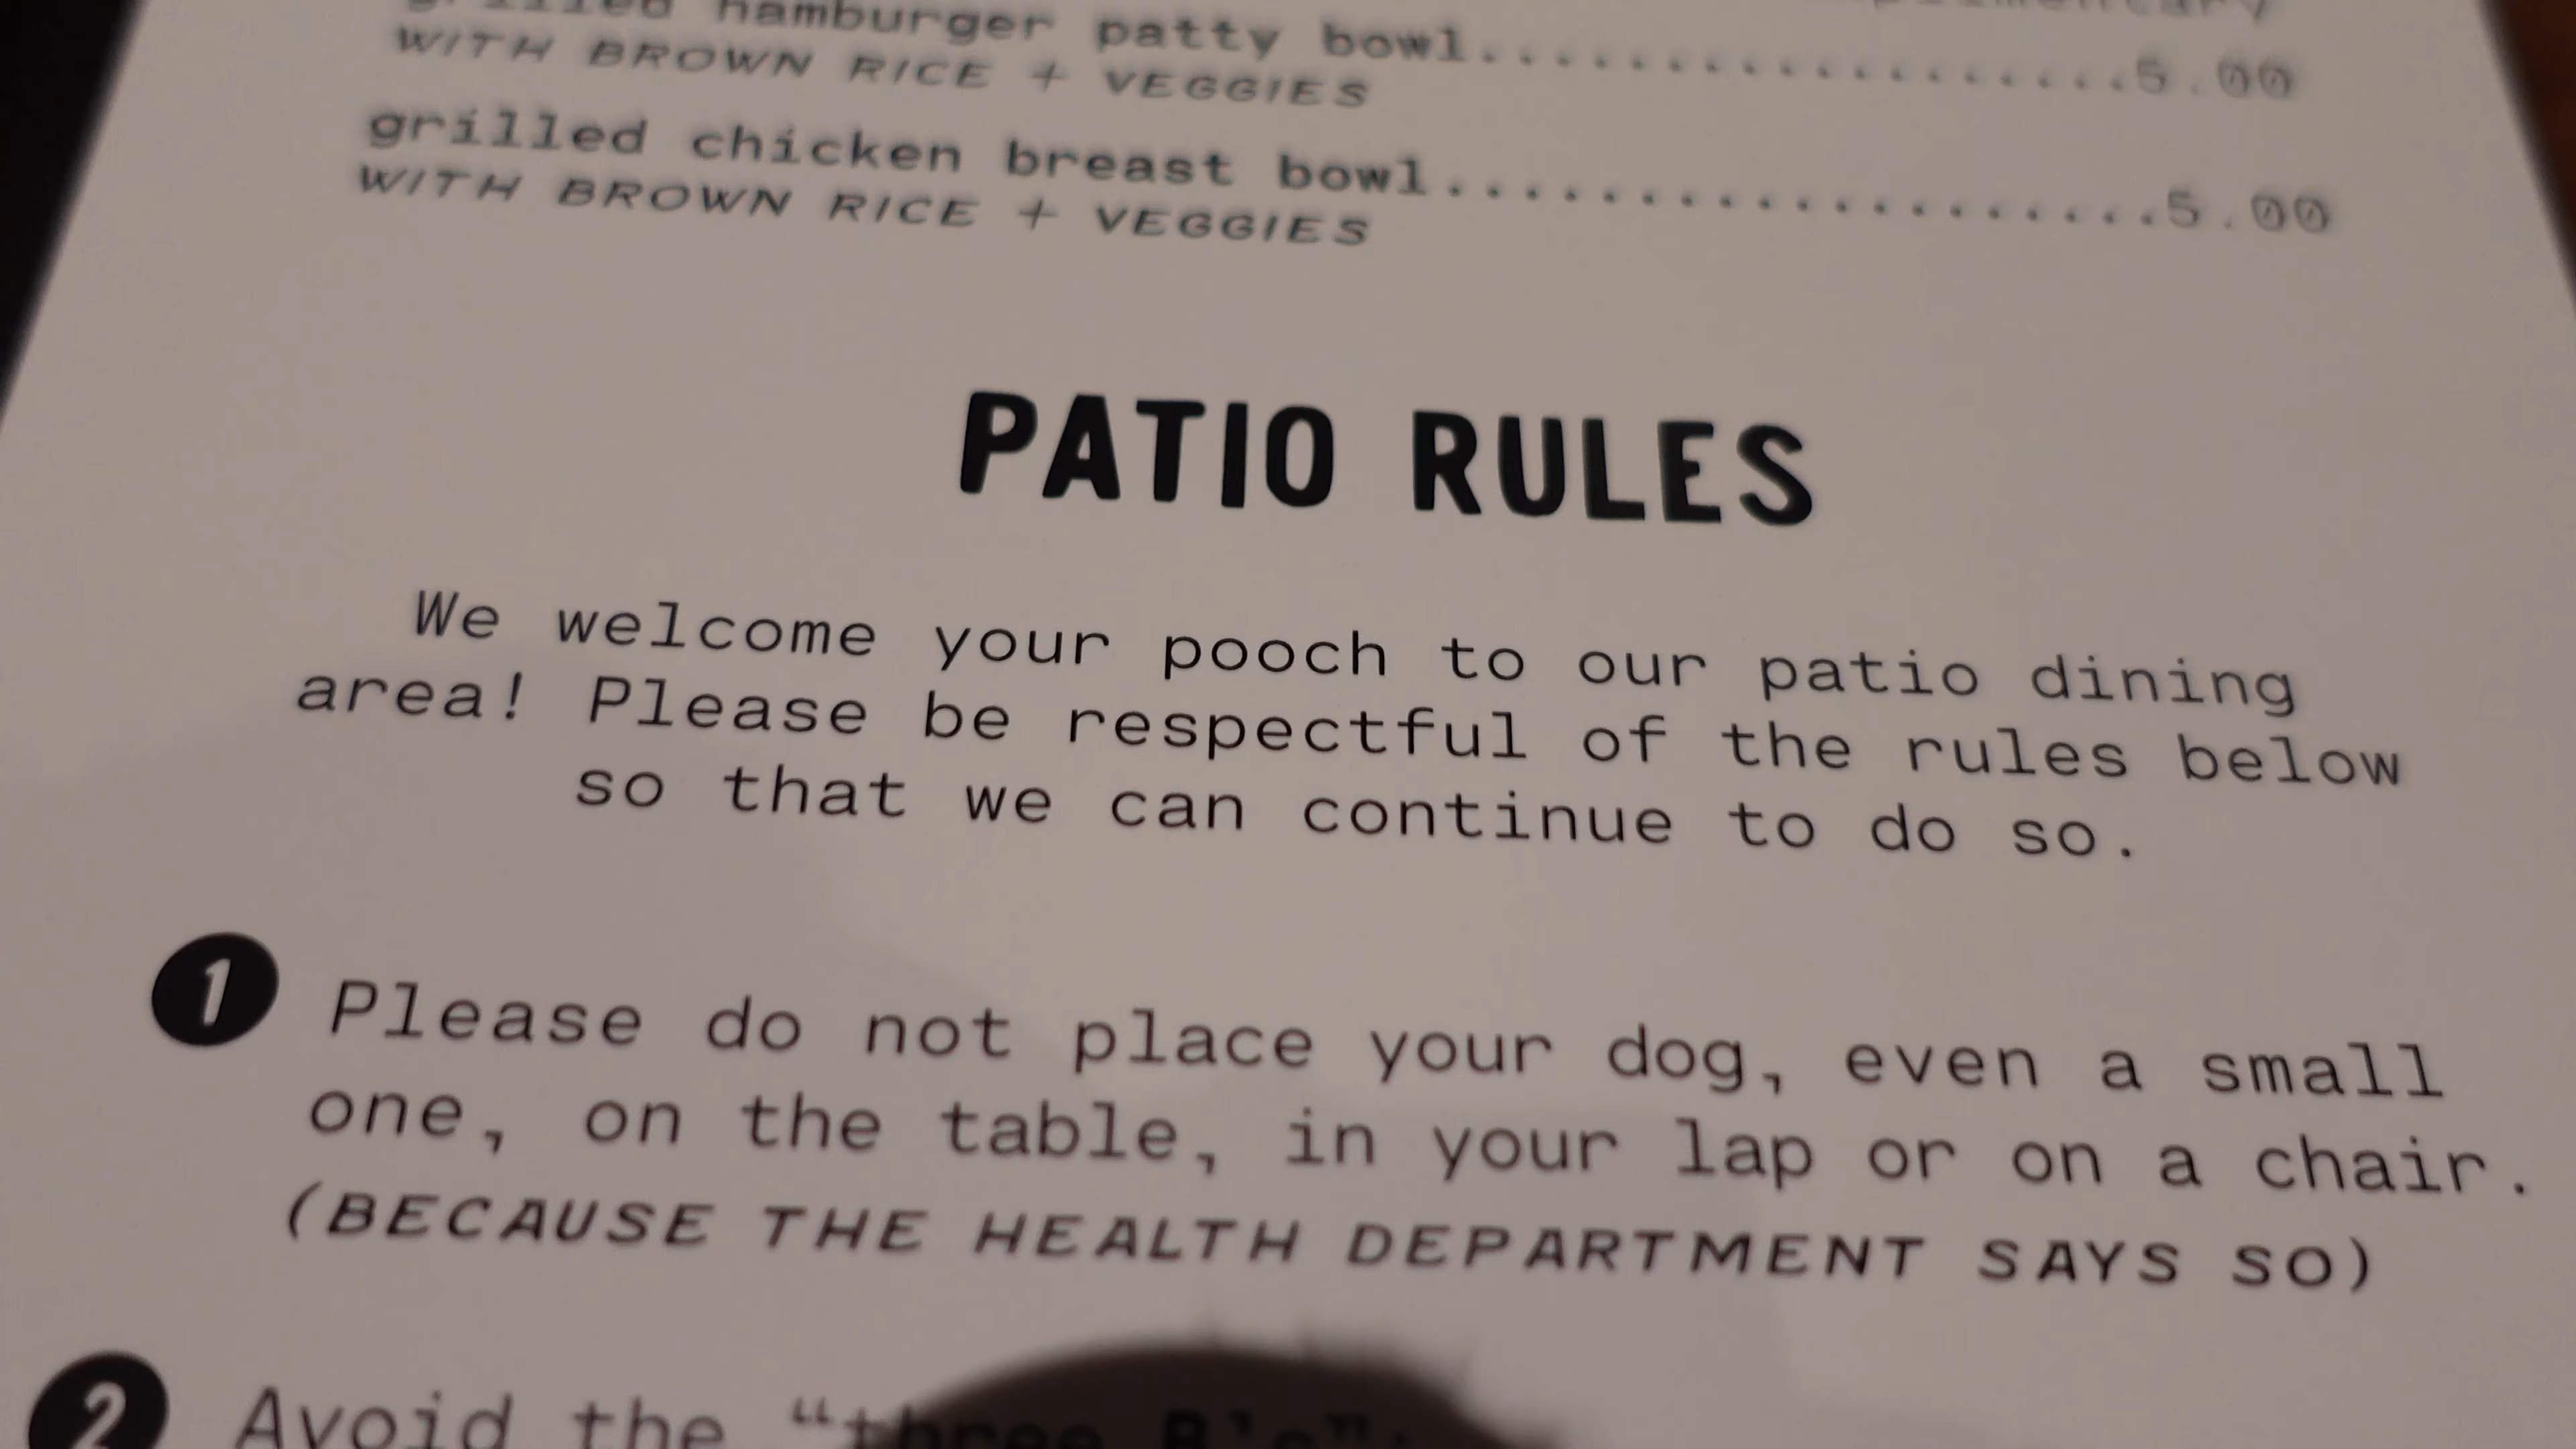 grilled hamburger patty bowl...................5.00
WITH BROWN RICE + VEGGIES
grilled chicken breast bowl....................5.00
WITH BROWN RICE + VEGGIES
PATIO RULES
We welcome your pooch to our patio dining
area! Please be respectful of the rules below
so that we can continue to do so.
1 Please do not place your dog, even a small
one, on the table, in your lap or on a chair.
(BECAUSE THE HEALTH DEPARTMENT SAYS SO)
2 Avoid the "three B's":